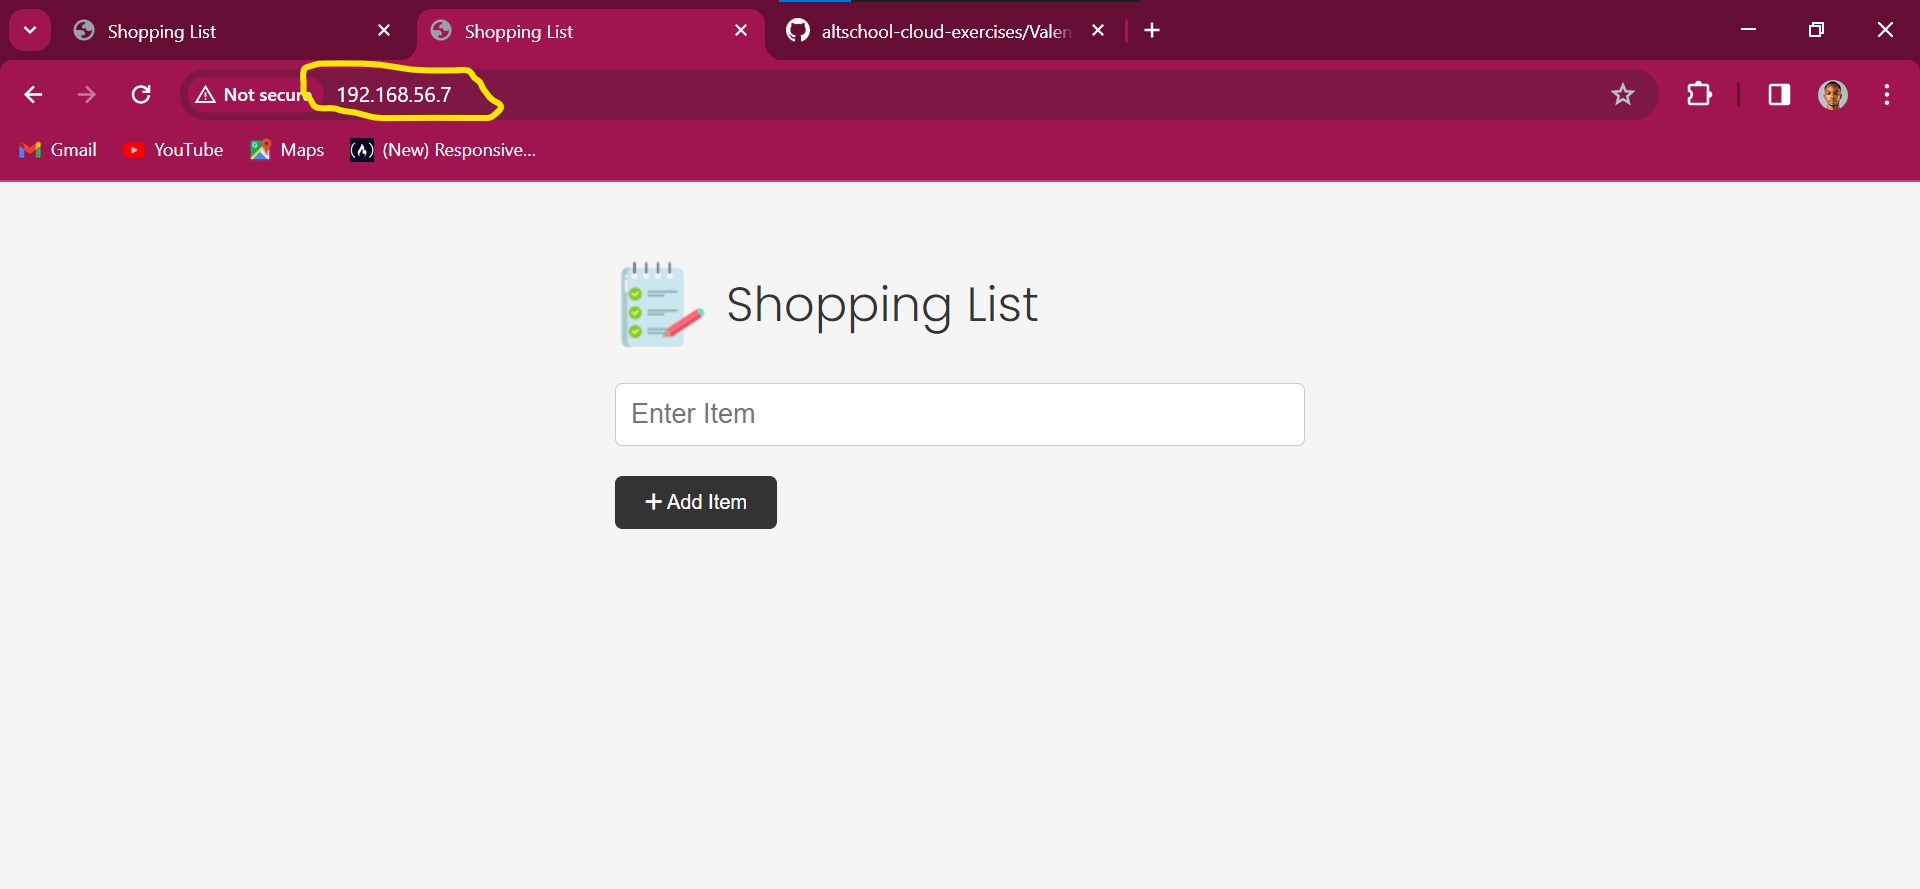 Shopping List
Shopping List
altschool-cloud-exercises/Valen
Not secure
192.168.56.7
Gmail
YouTube
Maps
(New) Responsive...
Shopping List
Enter Item
+ Add Item